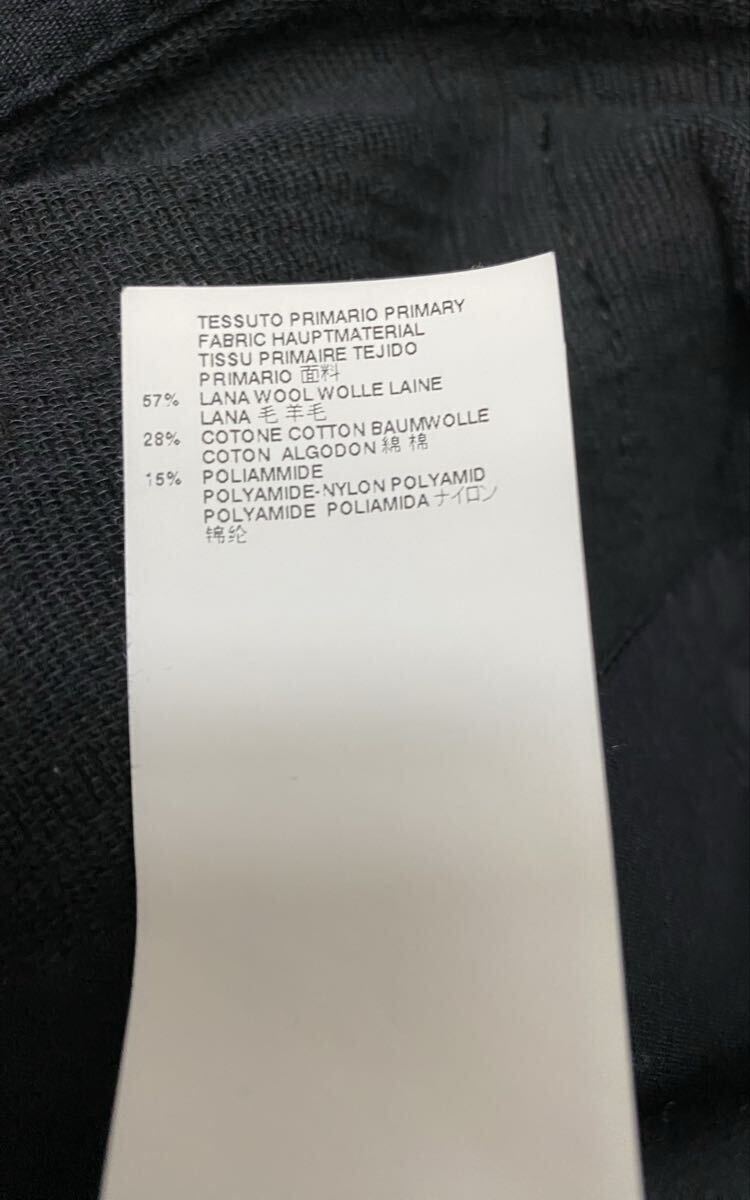 TESSUTO PRIMARIO PRIMARY
FABRIC HAUPTMATERIAL
TISSU PRIMAIRE TEJIDO
PRIMARIO 面料
57% LANA WOOL WOLLE LAINE
LANA 毛 羊毛
28% COTONE COTTON BAUMWOLLE
COTON ALGODON 綿 棉
15% POLIAMMIDE
POLYAMIDE-NYLON POLYAMID
POLYAMIDE POLIAMIDA ナイロン
锦纶